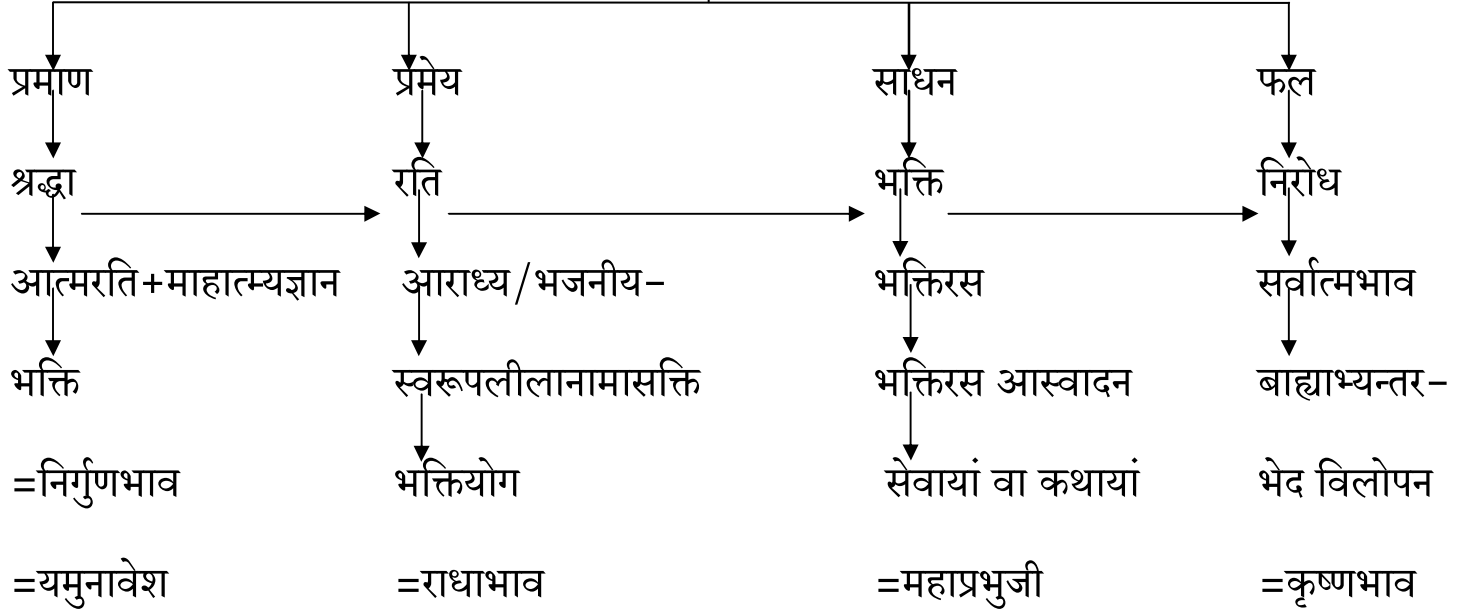 प्रमाण प्रमेय साधन फल
श्रद्धा रति भक्ति निरोध
आत्मरति+माहात्म्यज्ञान आराध्य/भजनीय- भक्तिरस सर्वात्मभाव
भक्ति स्वरूपलीलानामासक्ति भक्तिरस आस्वादन बाह्याभ्यन्तर-
=निर्गुणभाव भक्तियोग सेवायां वा कथायां भेद विलोपन
=यमुनावेश =राधाभाव =महाप्रभुजी =कृष्णभाव